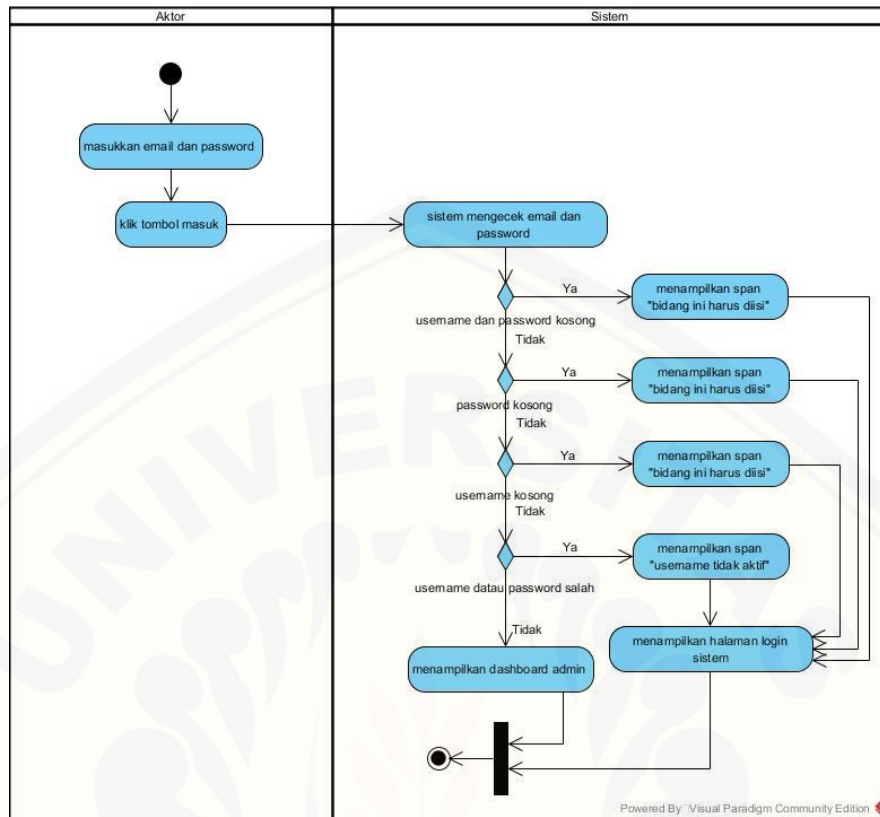 Aktor
Sistem
masukkan email dan password
klik tombol masuk
sistem mengecek email dan
password
Ya
menampilkan span
"bidang ini harus diisi"
username dan password kosong
Tidak
Ya
menampilkan span
"bidang ini harus diisi"
password kosong
Tidak
Ya
menampilkan span
"bidang ini harus diisi"
username kosong
Tidak
Ya
menampilkan span
"username tidak aktif"
username datau password salah
Tidak
menampilkan halaman login
sistem
menampilkan dashboard admin
UNIVERSITAS
Powered By Visual Paradigm Community Edition